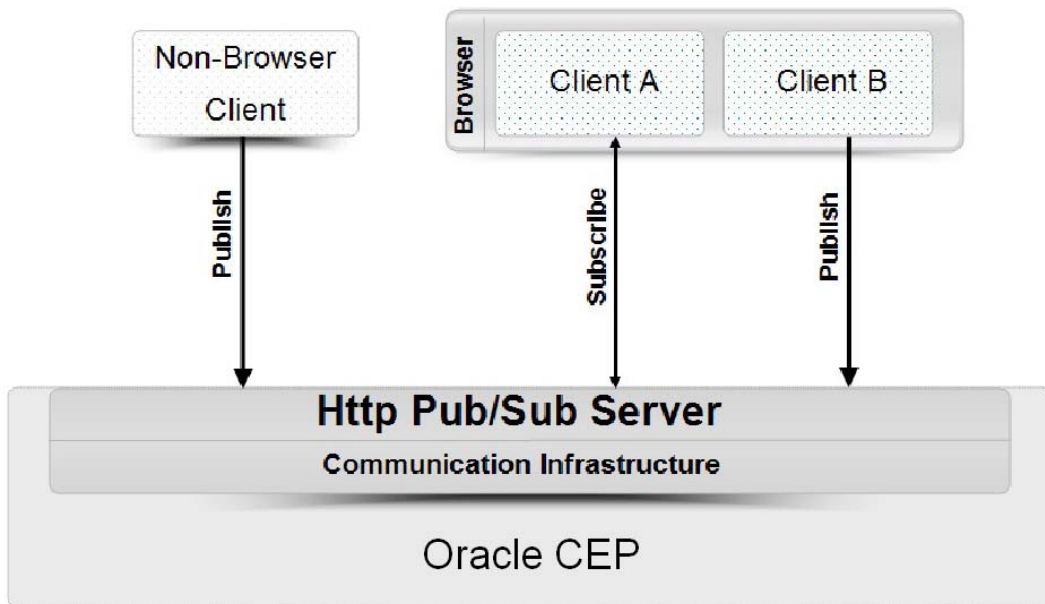 Non-Browser
Client
Browser
Client A
Client B
Publish
Subscribe
Publish
Http Pub/Sub Server
Communication Infrastructure
Oracle CEP